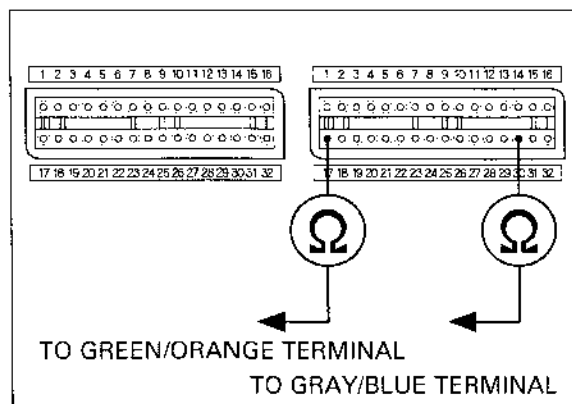 1 2 3 4 5 6 7 8 9 10 11 12 13 14 15 16
1 2 3 4 5 6 7 8 9 10 11 12 13 14 15 16
17 18 19 20 21 22 23 24 25 26 27 28 29 30 31 32
17 18 19 20 21 22 23 24 25 26 27 28 29 30 31 32
Ω
Ω
TO GREEN/ORANGE TERMINAL
TO GRAY/BLUE TERMINAL